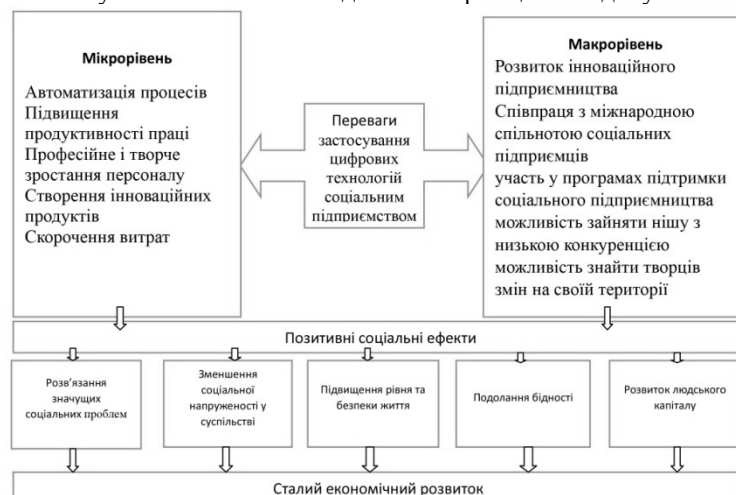 Мікрорівень
Автоматизація процесів
Підвищення
продуктивності праці
Професійне і творче
зростання персоналу
Створення інноваційних
продуктів
Скорочення витрат
Переваги
застосування
цифрових
технологій
соціальним
підприємством
Макрорівень
Розвиток інноваційного
підприємництва
Співпраця з міжнародною
спільнотою соціальних
підприємців
участь у програмах підтримки
соціального підприємництва
можливість зайняти нішу з
низькою конкуренцією
можливість знайти творців
змін на своїй території
Позитивні соціальні ефекти
Розв’язання
значущих
соціальних проблем
Зменшення
соціальної
напруженості у
суспільстві
Підвищення рівня та
безпеки життя
Подолання бідності
Розвиток людського
капіталу
Сталий економічний розвиток